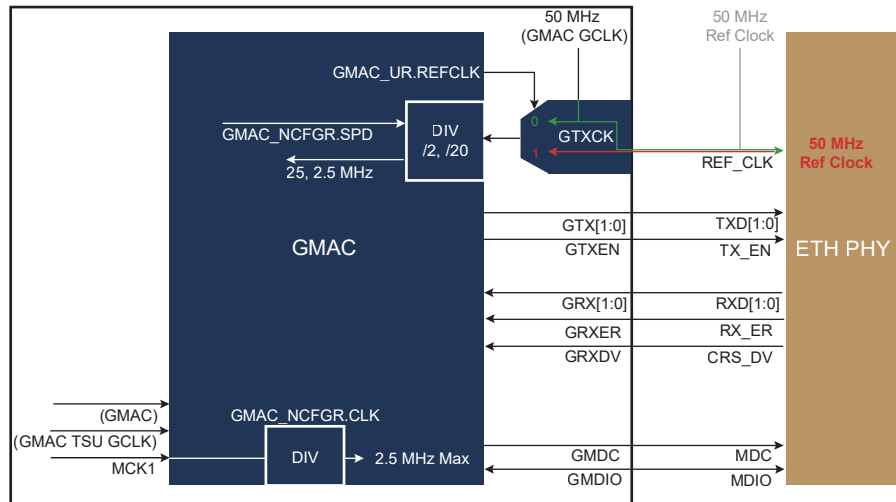 50 MHz
(GMAC GCLK)
50 MHz
Ref Clock
GMAC_UR.REFCLK
GMAC_NCFGR.SPD
DIV
/2, /20
0
GTXCK
1
50 MHz
Ref Clock
REF_CLK
25, 2.5 MHz
GTX[1:0]
TXD[1:0]
GMAC
GTXEN
TX_EN
ETH PHY
GRX[1:0]
RXD[1:0]
GRXER
RX_ER
GRXDV
CRS_DV
(GMAC)
GMAC_NCFGR.CLK
(GMAC TSU GCLK)
MCK1
DIV
2.5 MHz Max
GMDC
MDC
GMDIO
MDIO